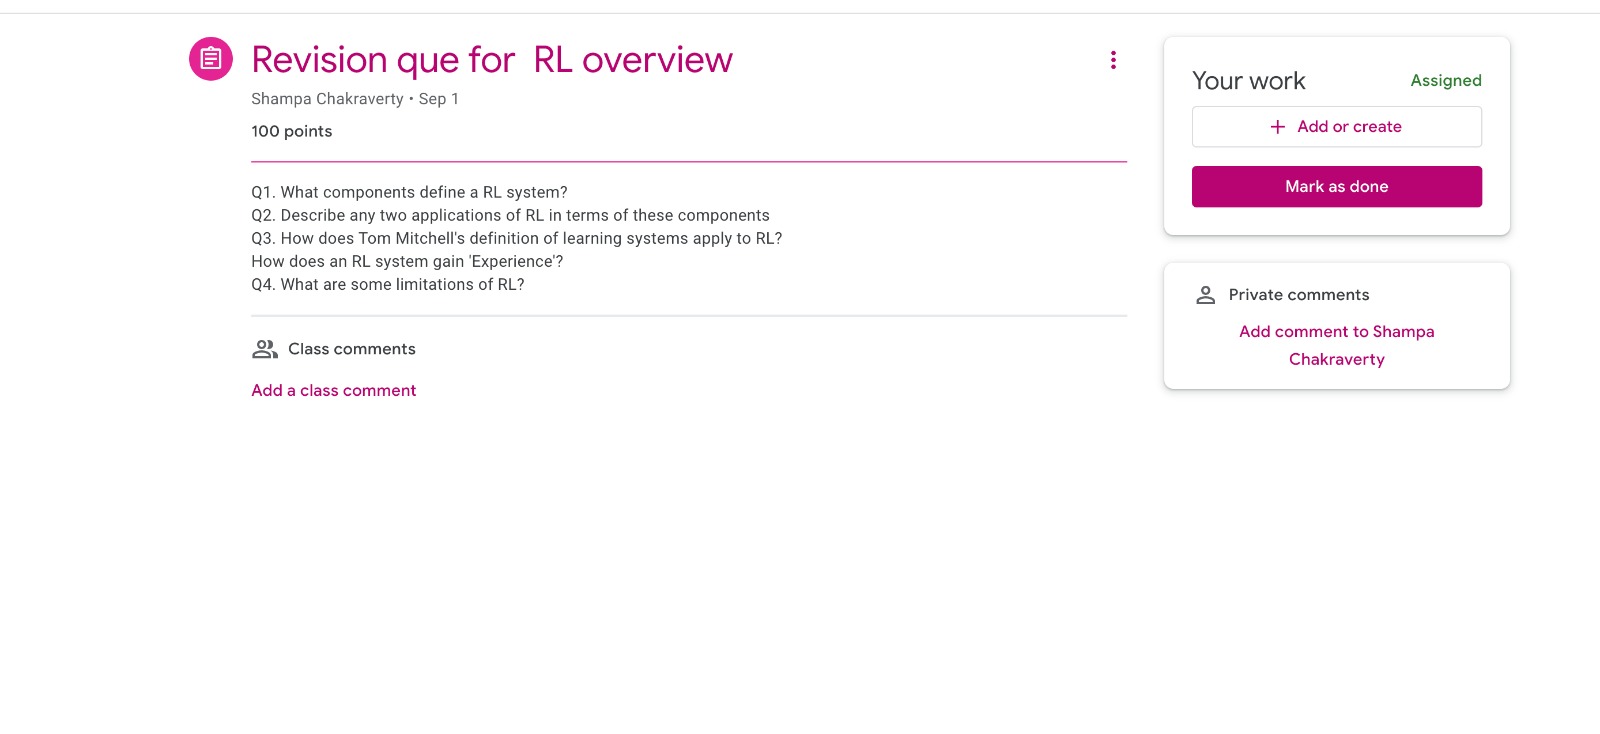 Revision que for  RL overview
Shampa Chakraverty • Sep 1
100 points
Q1. What components define a RL system?
Q2. Describe any two applications of RL in terms of these components
Q3. How does Tom Mitchell's definition of learning systems apply to RL?
How does an RL system gain 'Experience'?
Q4. What are some limitations of RL?
Class comments
Add a class comment
Your work
Assigned
+ Add or create
Mark as done
Private comments
Add comment to Shampa
Chakraverty